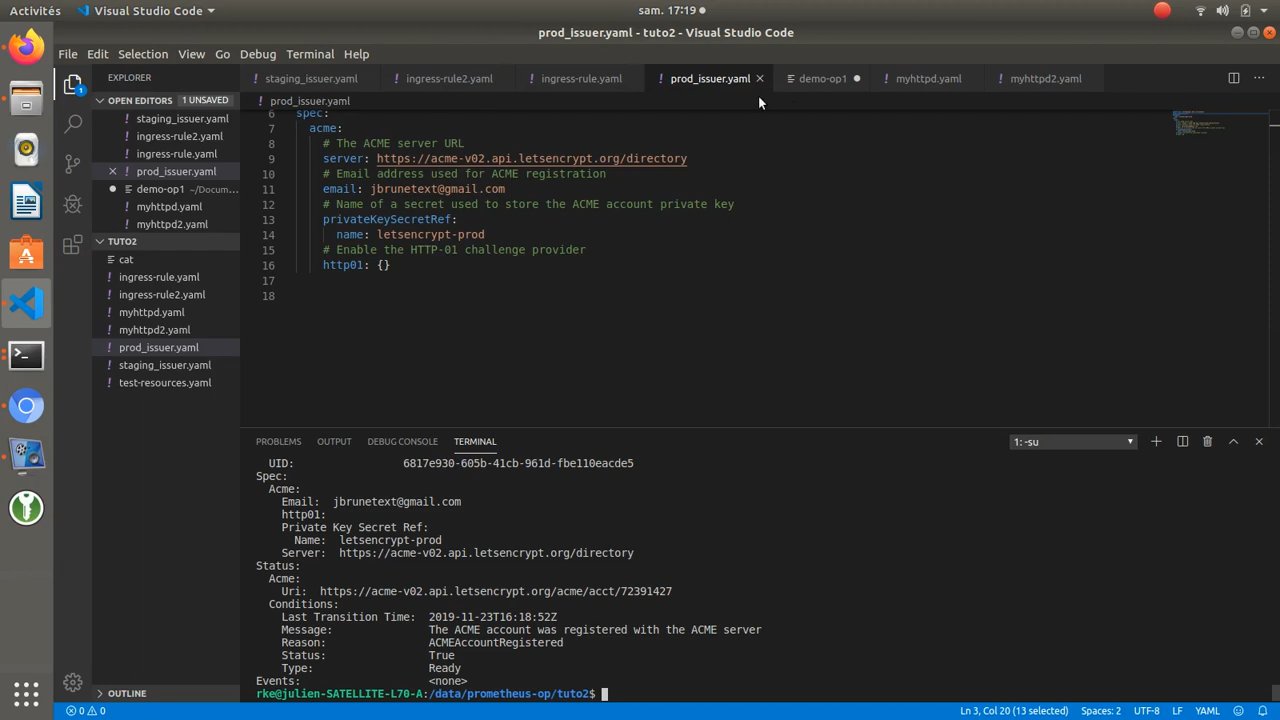 Activités
Visual Studio Code
sam. 17:19
prod_issuer.yaml - tuto2 - Visual Studio Code
File Edit Selection View Go Debug Terminal Help
EXPLORER
OPEN EDITORS 1 UNSAVED
staging_issuer.yaml
ingress-rule2.yaml
ingress-rule.yaml
prod_issuer.yaml
demo-op1 ~/Docum...
myhttpd.yaml
myhttpd2.yaml
TUTO2
cat
ingress-rule.yaml
ingress-rule2.yaml
myhttpd.yaml
myhttpd2.yaml
prod_issuer.yaml
staging_issuer.yaml
test-resources.yaml
OUTLINE
staging_issuer.yaml ingress-rule2.yaml ingress-rule.yaml prod_issuer.yaml demo-op1 myhttpd.yaml myhttpd2.yaml
prod_issuer.yaml
6 spec:
7 acme:
8 # The ACME server URL
9 server: https://acme-v02.api.letsencrypt.org/directory
10 # Email address used for ACME registration
11 email: jbrunetext@gmail.com
12 # Name of a secret used to store the ACME account private key
13 privateKeySecretRef:
14 name: letsencrypt-prod
15 # Enable the HTTP-01 challenge provider
16 http01: {}
17
18
PROBLEMS OUTPUT DEBUG CONSOLE TERMINAL
1: -su
UID: 6817e930-605b-41cb-961d-fbe110eacde5
Spec:
Acme:
Email: jbrunetext@gmail.com
http01:
Private Key Secret Ref:
Name: letsencrypt-prod
Server: https://acme-v02.api.letsencrypt.org/directory
Status:
Acme:
Uri: https://acme-v02.api.letsencrypt.org/acme/acct/72391427
Conditions:
Last Transition Time: 2019-11-23T16:18:52Z
Message: The ACME account was registered with the ACME server
Reason: ACMEAccountRegistered
Status: True
Type: Ready
Events: <none>
rke@julien-SATELLITE-L70-A:/data/prometheus-op/tuto2$
0 0
Ln 3, Col 20 (13 selected) Spaces: 2 UTF-8 LF YAML